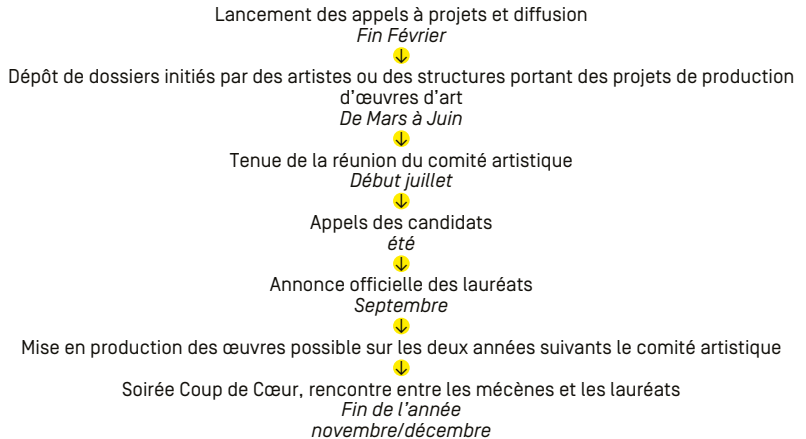 Lancement des appels à projets et diffusion
Fin Février
↓
Dépôt de dossiers initiés par des artistes ou des structures portant des projets de production
d'œuvres d'art
De Mars à Juin
↓
Tenue de la réunion du comité artistique
Début juillet
↓
Appels des candidats
été
↓
Annonce officielle des lauréats
Septembre
↓
Mise en production des œuvres possible sur les deux années suivants le comité artistique
↓
Soirée Coup de Cœur, rencontre entre les mécènes et les lauréats
Fin de l'année
novembre/décembre